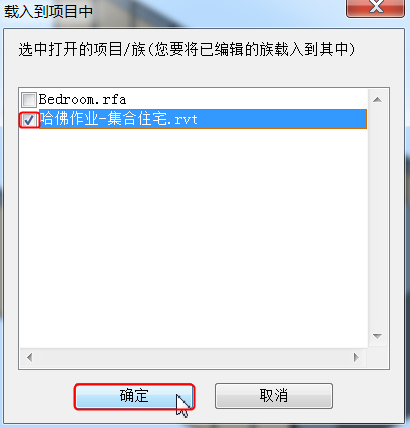 载入到项目中
选中打开的项目/族(您要将已编辑的族载入到其中)
Bedroom.rfa
哈佛作业-集合住宅.rvt
确定 取消